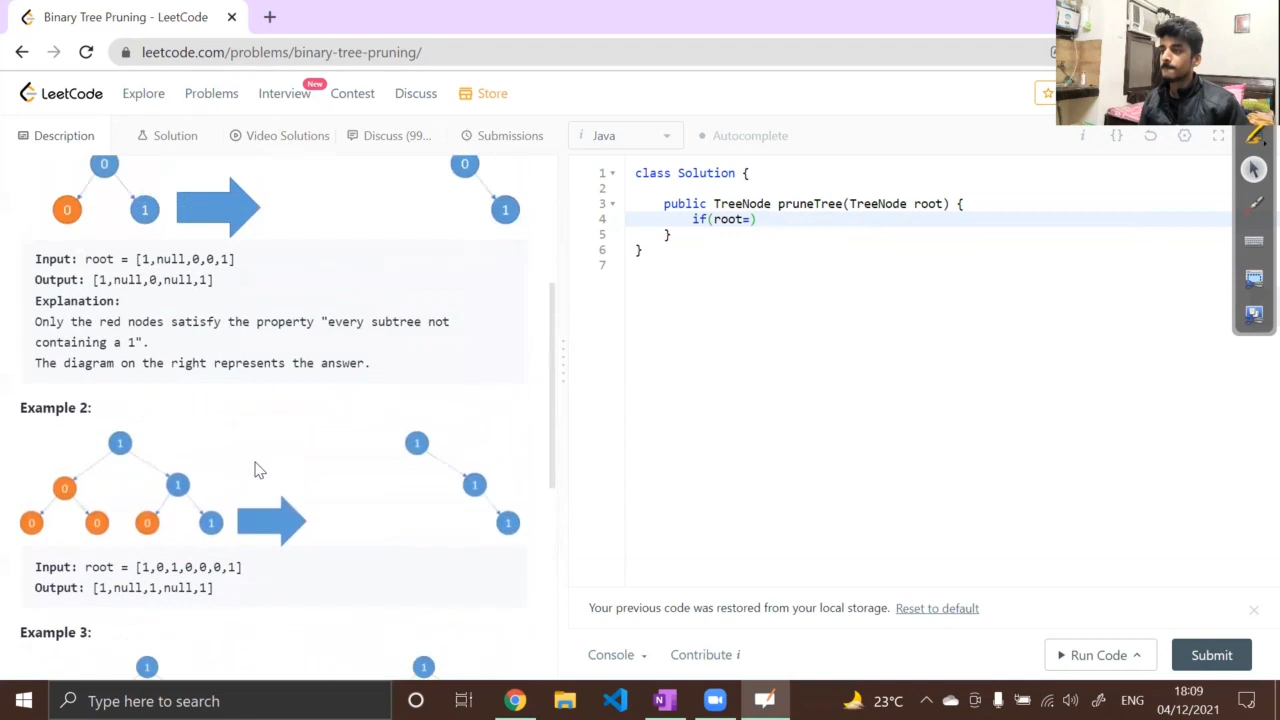 Binary Tree Pruning - LeetCode
leetcode.com/problems/binary-tree-pruning/
LeetCode Explore Problems Interview New Contest Discuss Store
Description Solution Video Solutions Discuss (99... Submissions
i Java Autocomplete
0
0 1
0
1
Input: root = [1,null,0,0,1]
Output: [1,null,0,null,1]
Explanation:
Only the red nodes satisfy the property "every subtree not
containing a 1".
The diagram on the right represents the answer.
Example 2:
1
0 1
0 0 0 1
1
1
1
Input: root = [1,0,1,0,0,0,1]
Output: [1,null,1,null,1]
Example 3:
1 1
1 class Solution {
2
3 public TreeNode pruneTree(TreeNode root) {
4 if(root=)
5 }
6 }
7
Your previous code was restored from your local storage. Reset to default
Console Contribute i
Run Code Submit
Type here to search
23°C ENG
18:09
04/12/2021